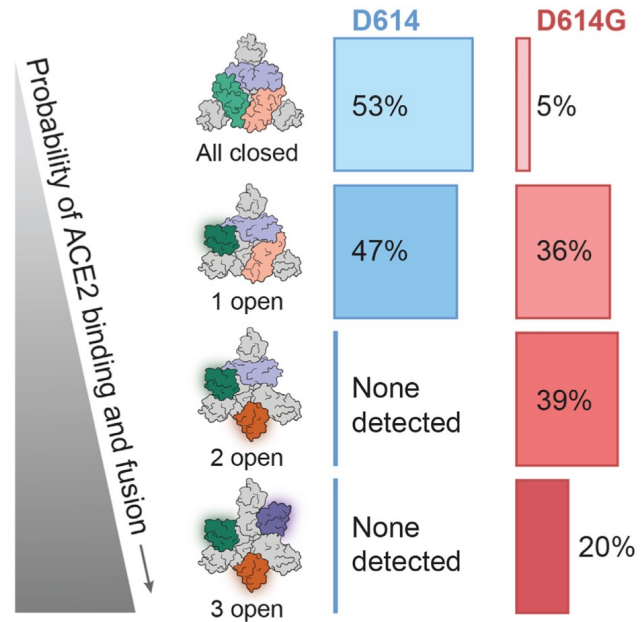 D614
D614G
Probability of ACE2 binding and fusion
All closed
53%
5%
1 open
47%
36%
2 open
None
detected
39%
3 open
None
detected
20%